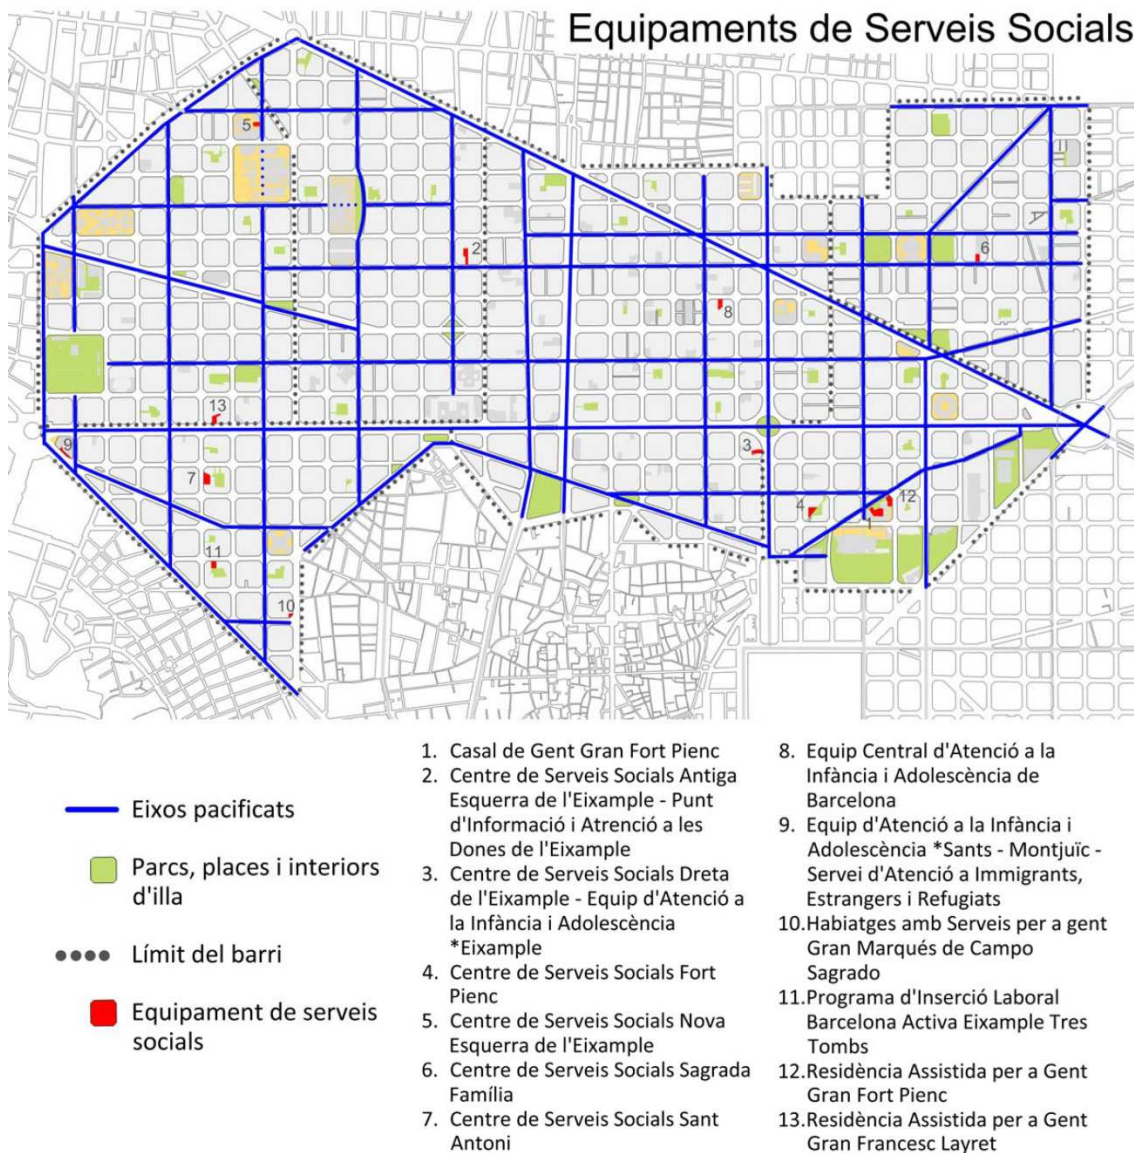 Equipaments de Serveis Socials
5
2
6
8
13
3
9
7
4
12
1
11
10
Eixos pacificats
Parcs, places i interiors
d'illa
Límit del barri
Equipament de serveis
socials
1. Casal de Gent Gran Fort Pienc
2. Centre de Serveis Socials Antiga
Esquerra de l'Eixample - Punt
d'Informació i Atrenció a les
Dones de l'Eixample
3. Centre de Serveis Socials Dreta
de l'Eixample - Equip d'Atenció a
la Infància i Adolescència
*Eixample
4. Centre de Serveis Socials Fort
Pienc
5. Centre de Serveis Socials Nova
Esquerra de l'Eixample
6. Centre de Serveis Socials Sagrada
Família
7. Centre de Serveis Socials Sant
Antoni
8. Equip Central d'Atenció a la
Infància i Adolescència de
Barcelona
9. Equip d'Atenció a la Infància i
Adolescència *Sants - Montjuïc -
Servei d'Atenció a Immigrants,
Estrangers i Refugiats
10.Habiatges amb Serveis per a gent
Gran Marqués de Campo
Sagrado
11.Programa d'Inserció Laboral
Barcelona Activa Eixample Tres
Tombs
12.Residència Assistida per a Gent
Gran Fort Pienc
13.Residència Assistida per a Gent
Gran Francesc Layret